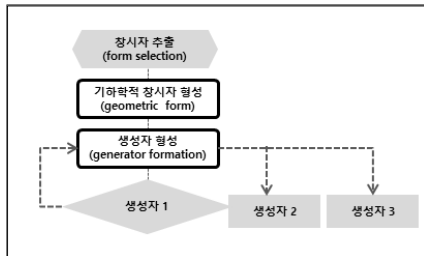 창시자 추출
(form selection)
기하학적 창시자 형성
(geometric form)
생성자 형성
(generator formation)
생성자 1
생성자 2
생성자 3